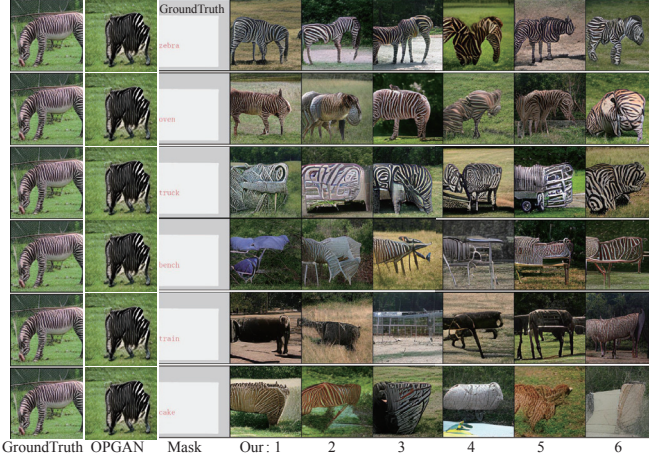 GroundTruth
zebra
oven
truck
bench
train
cake
GroundTruth OPGAN Mask Our: 1 2 3 4 5 6